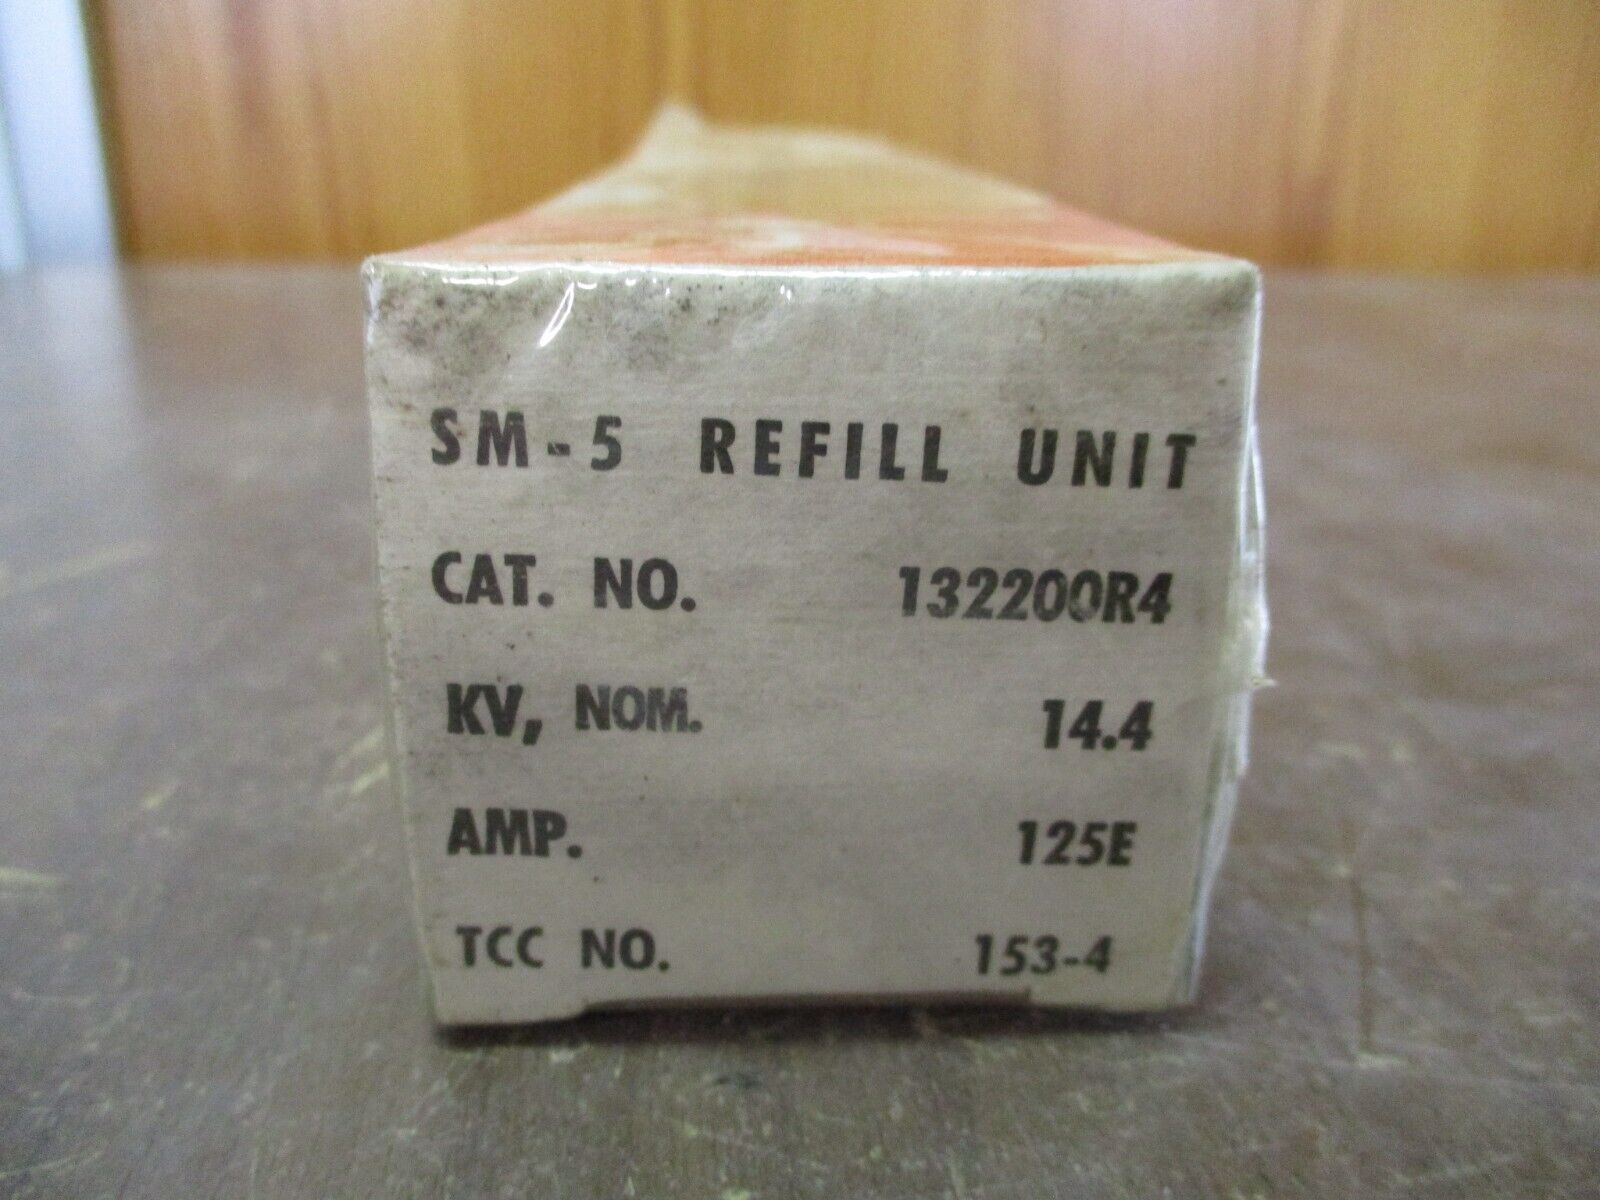 SM-5 REFILL UNIT
CAT. NO. 132200R4
KV, NOM. 14.4
AMP. 125E
TCC NO. 153-4